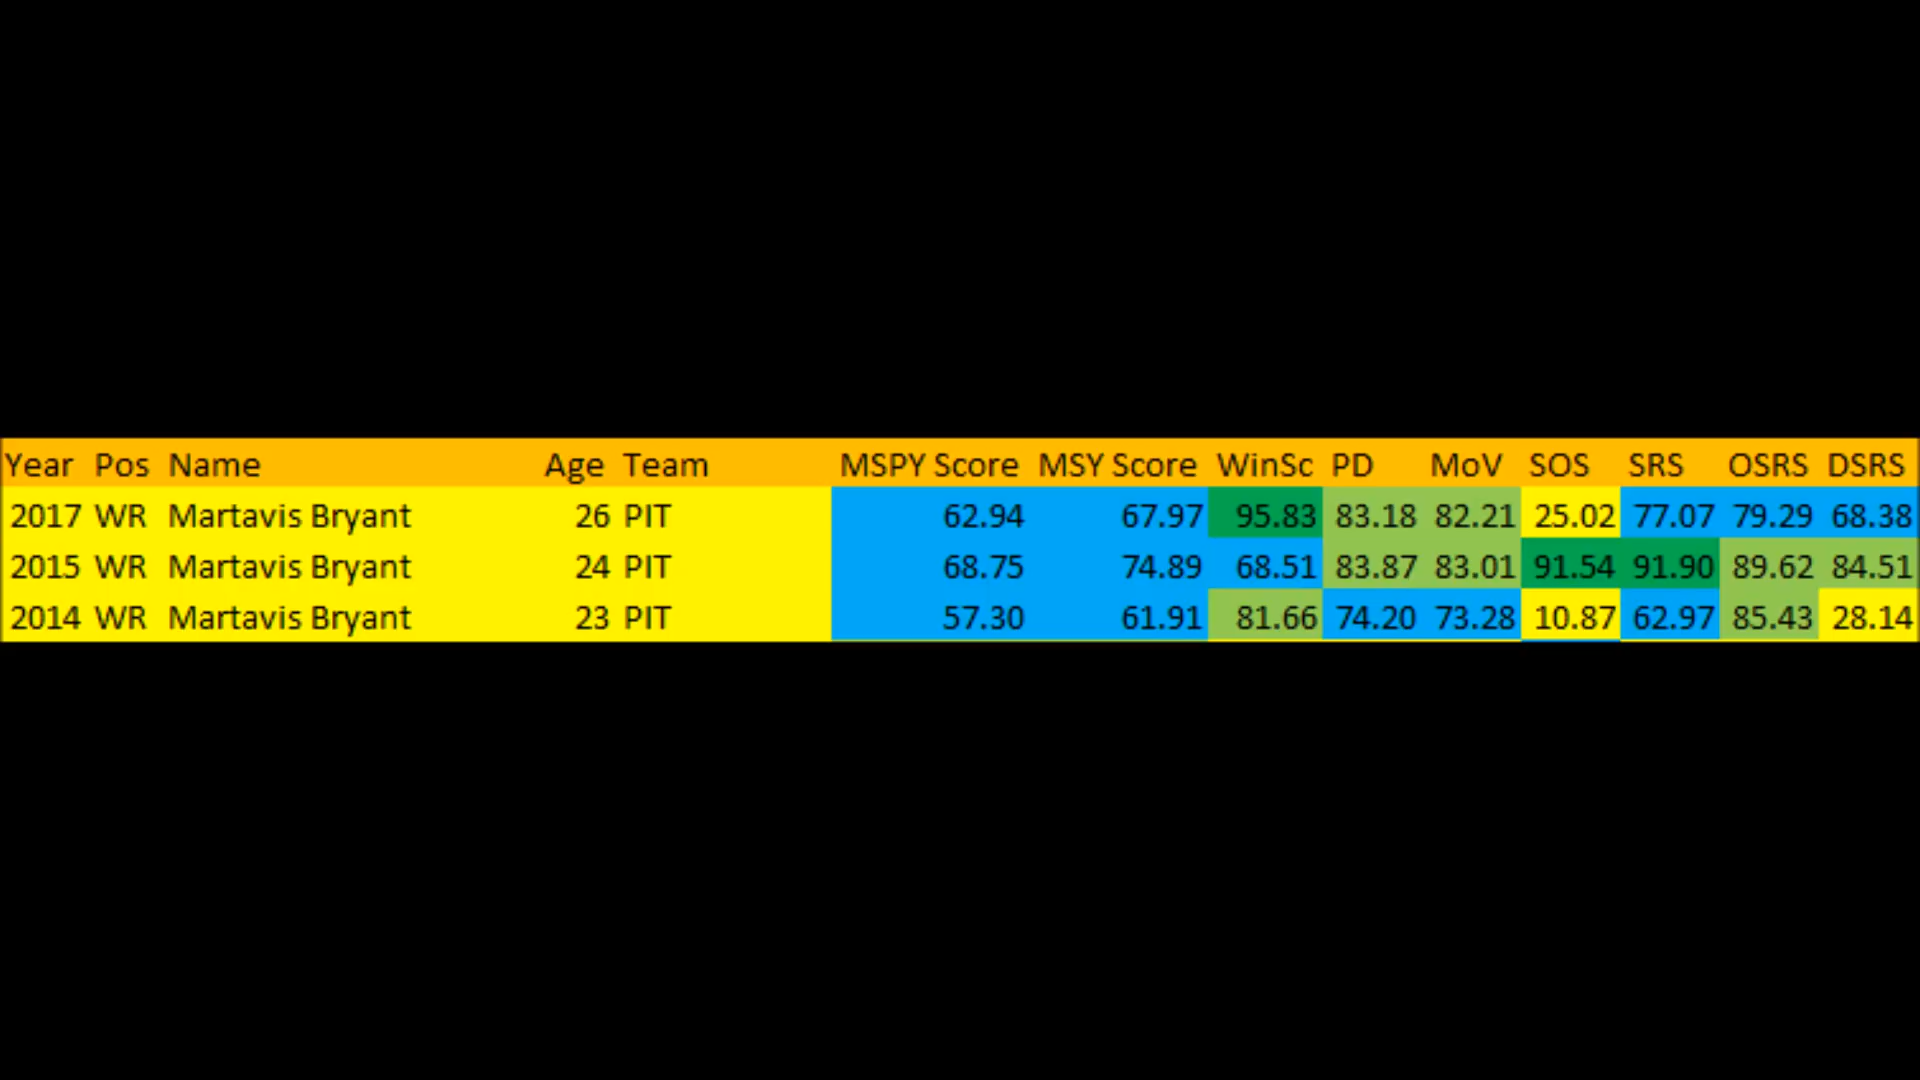 Year Pos Name Age Team MSPY Score MSY Score WinSc PD MoV SOS SRS OSRS DSRS
2017 WR Martavis Bryant 26 PIT 62.94 67.97 95.83 83.18 82.21 25.02 77.07 79.29 68.38
2015 WR Martavis Bryant 24 PIT 68.75 74.89 68.51 83.87 83.01 91.54 91.90 89.62 84.51
2014 WR Martavis Bryant 23 PIT 57.30 61.91 81.66 74.20 73.28 10.87 62.97 85.43 28.14